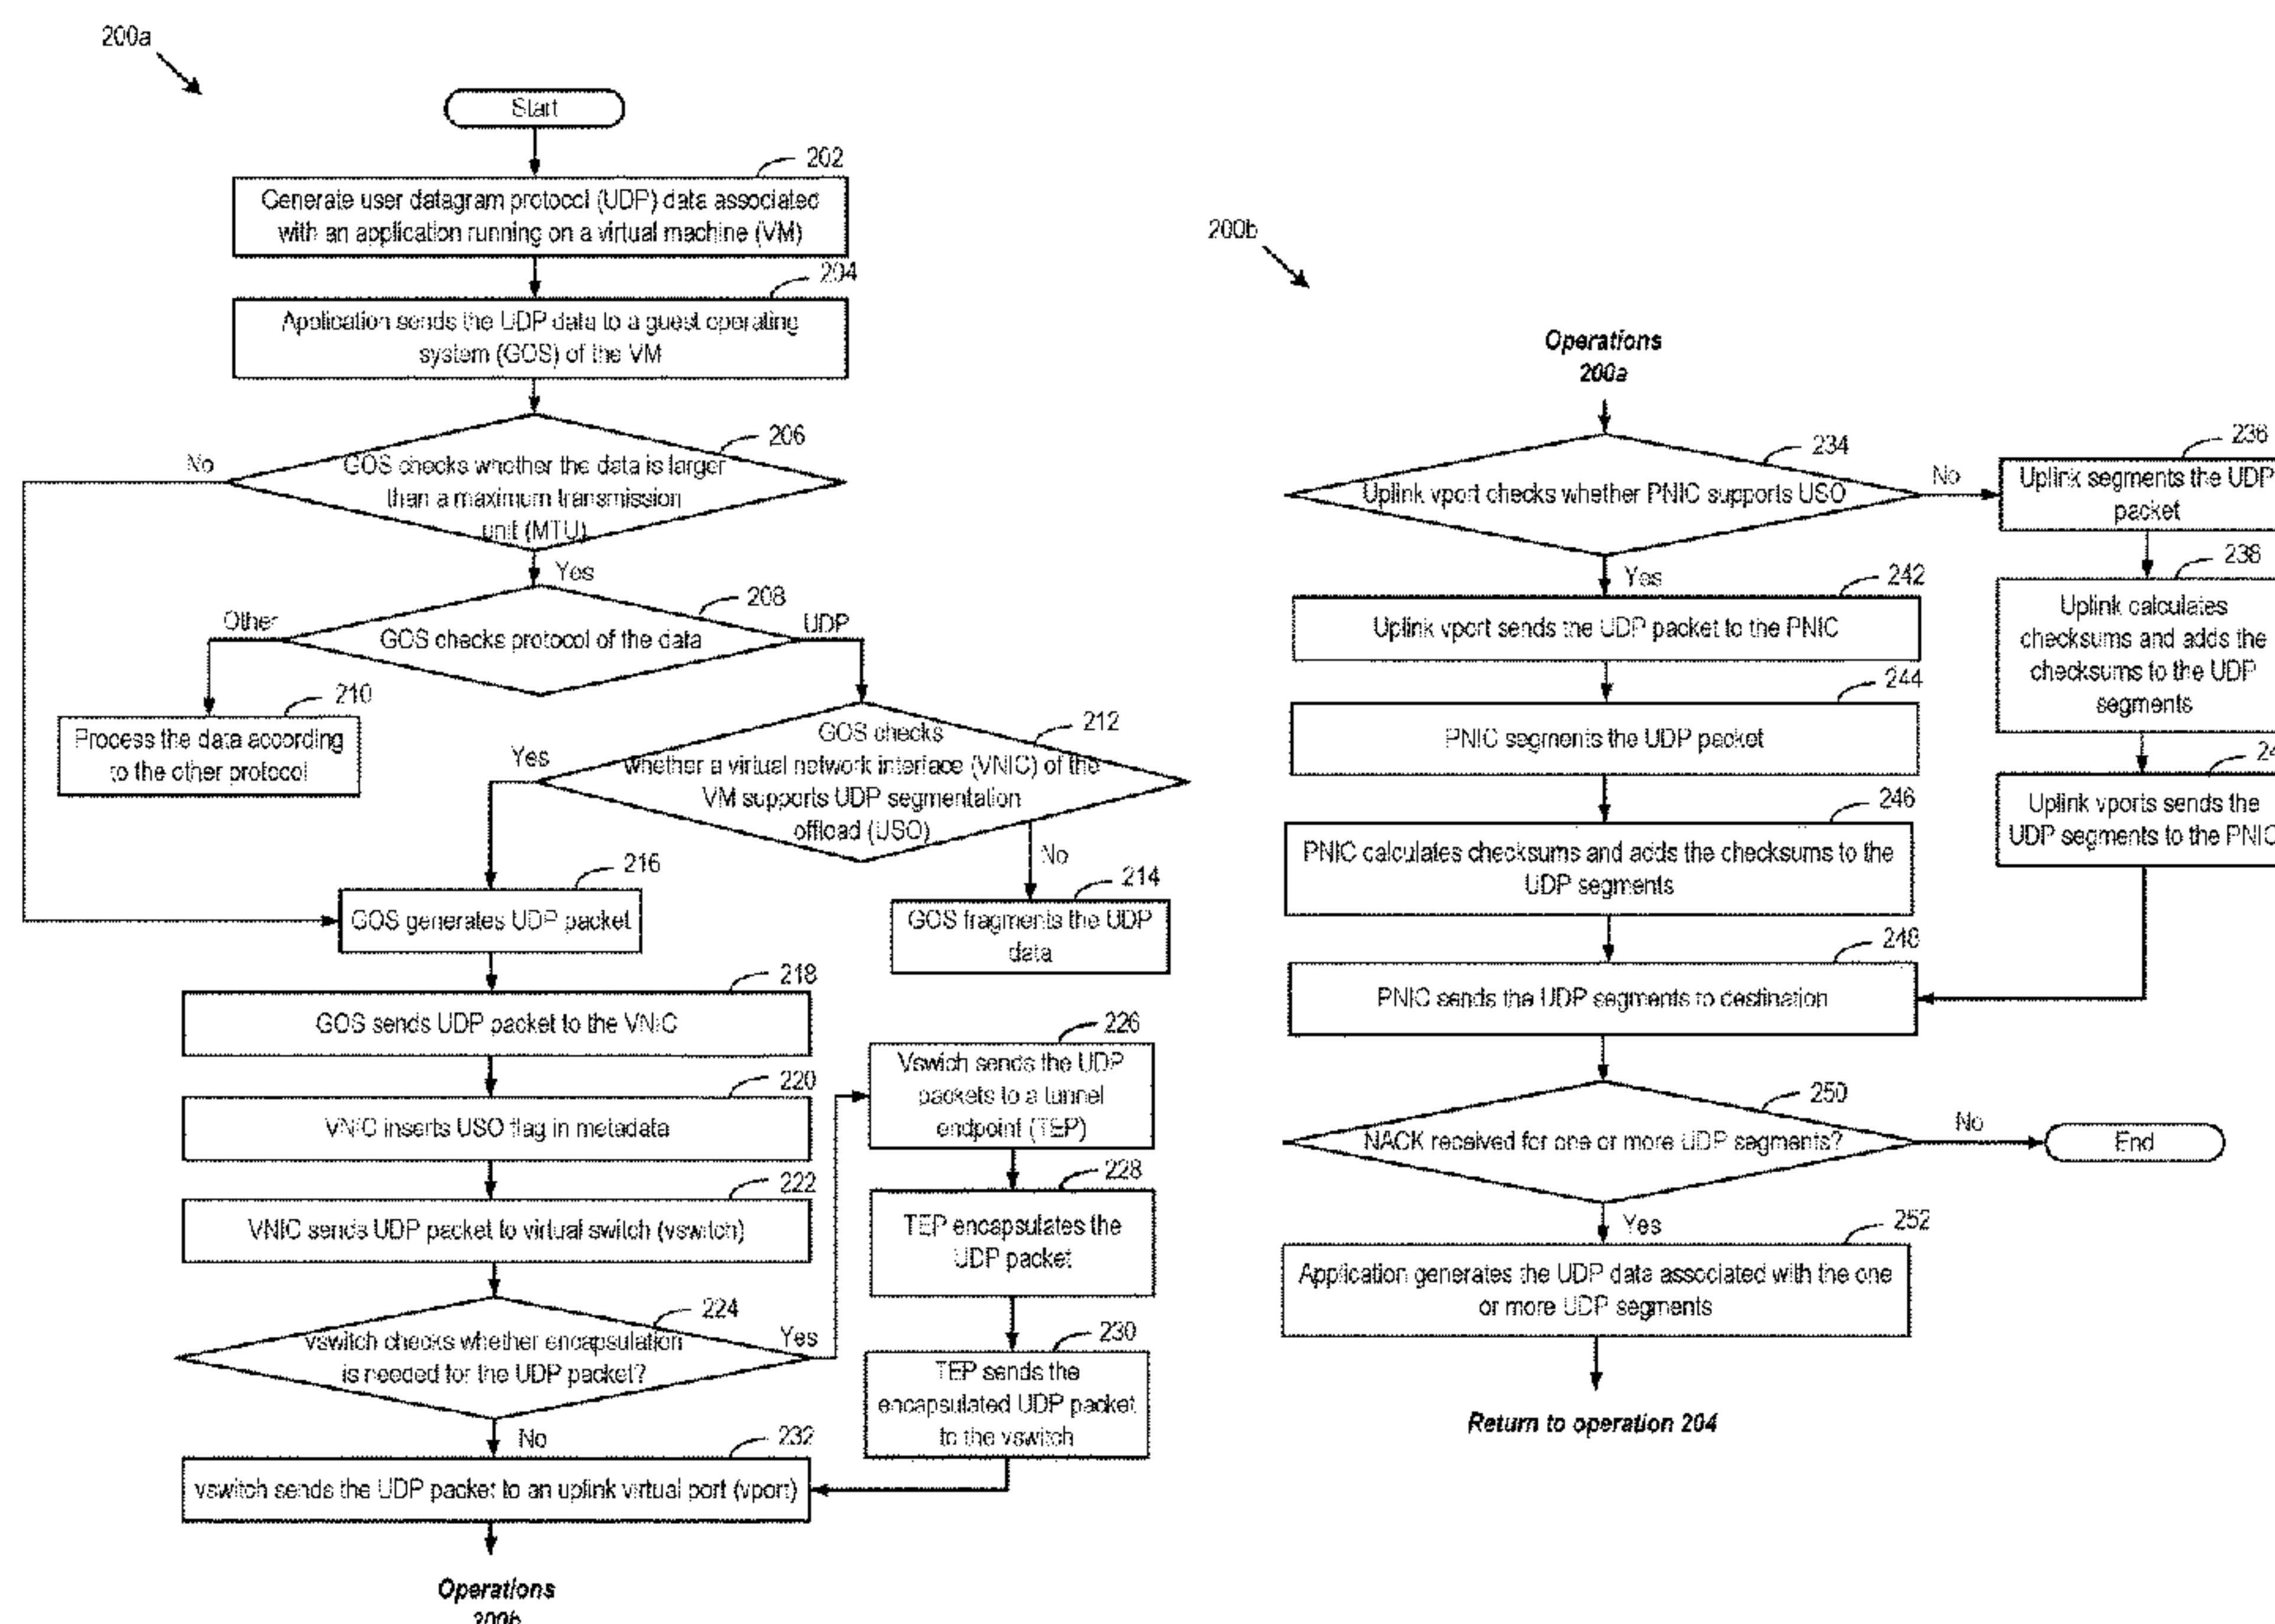 200a
Start
202
Generate user datagram protocol (UDP) data associated
with an application running on a virtual machine (VM)
204
Application sends the UDP data to a guest operating
system (GOS) of the VM
206
No
GOS checks whether the data is larger
than a maximum transmission
unit (MTU)
Yes
208
Other
UDP
GOS checks protocol of the data
210
Process the data according
to the other protocol
212
GOS checks
Yes
whether a virtual network interface (VNIC) of the
VM supports UDP segmentation
offload (USO)
No
214
GOS fragments the UDP
data
216
GOS generates UDP packet
218
GOS sends UDP packet to the VNIC
220
VNIC inserts USO flag in metadata
222
VNIC sends UDP packet to virtual switch (vswitch)
224
vswitch checks whether encapsulation
is needed for the UDP packet?
Yes
No
226
Vswich sends the UDP
packets to a tunnel
endpoint (TEP)
228
TEP encapsulates the
UDP packet
230
TEP sends the
encapsulated UDP packet
to the vswitch
232
vswitch sends the UDP packet to an uplink virtual port (vport)
Operations
200b
200b
Operations
200a
234
Uplink vport checks whether PNIC supports USO
No
Yes
236
Uplink segments the UDP
packet
238
Uplink calculates
checksums and adds the
checksums to the UDP
segments
24
Uplink vports sends the
UDP segments to the PNIC
242
Uplink vport sends the UDP packet to the PNIC
244
PNIC segments the UDP packet
246
PNIC calculates checksums and adds the checksums to the
UDP segments
248
PNIC sends the UDP segments to destination
250
NACK received for one or more UDP segments?
No
End
Yes
252
Application generates the UDP data associated with the one
or more UDP segments
Return to operation 204